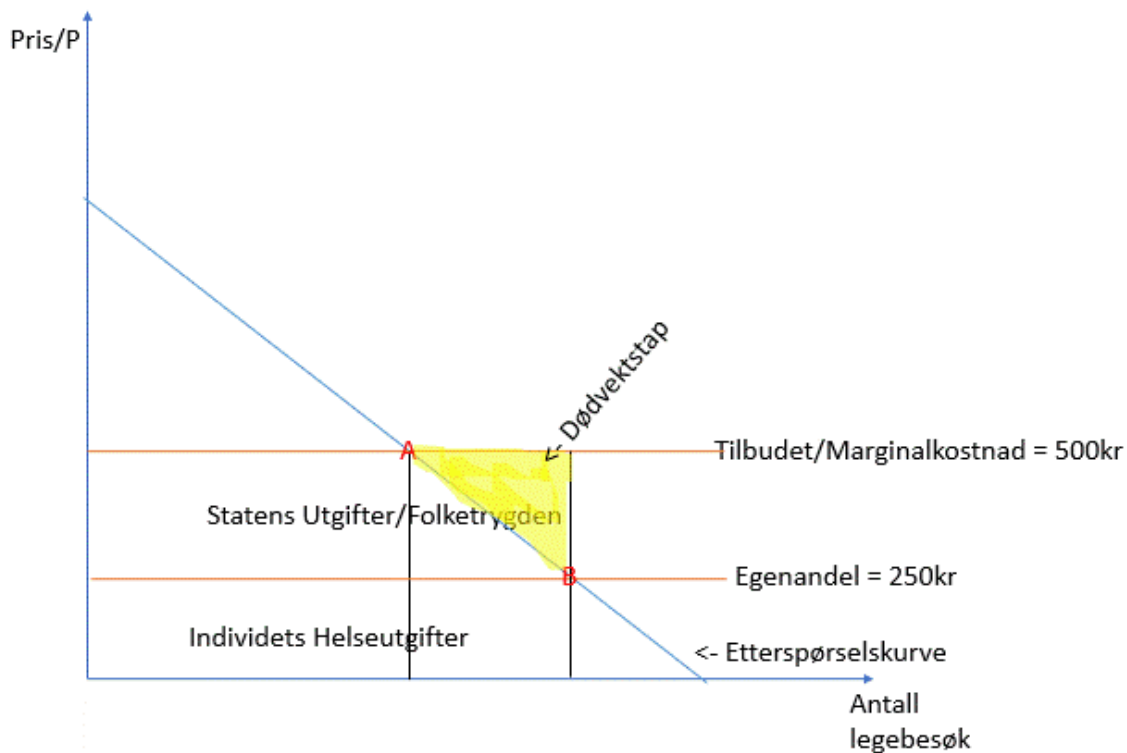 Pris/P
<- Dødvektstap
A
Tilbudet/Marginalkostnad = 500kr
Statens Utgifter/Folketrygden
B
Egenandel = 250kr
Individets Helseutgifter
<- Etterspørselskurve
Antall
legebesøk